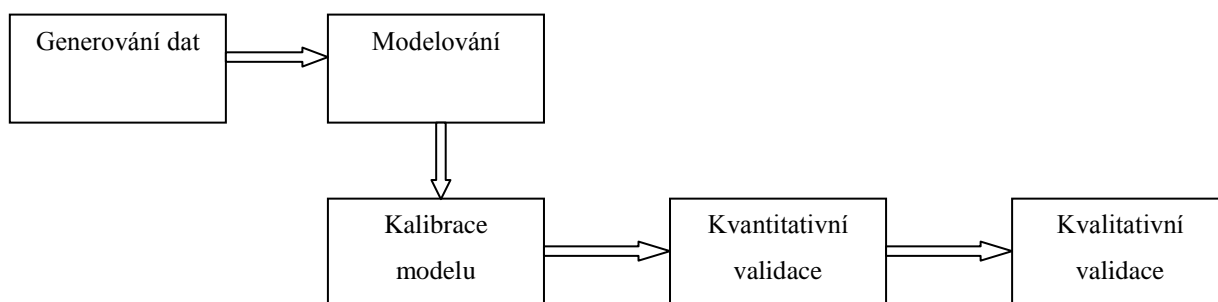 Generování dat
Modelování
Kalibrace
modelu
Kvantitativní
validace
Kvalitativní
validace